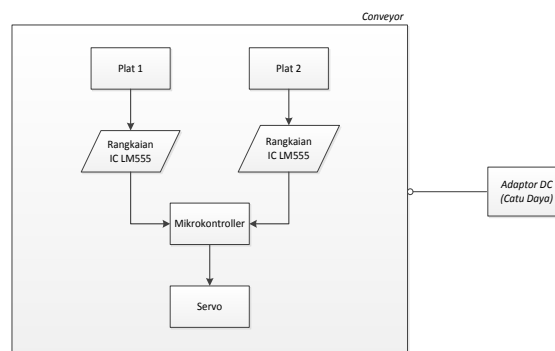 Conveyor
Plat 1
Plat 2
Rangkaian
IC LM555
Rangkaian
IC LM555
Adaptor DC
(Catu Daya)
Mikrokontroller
Servo